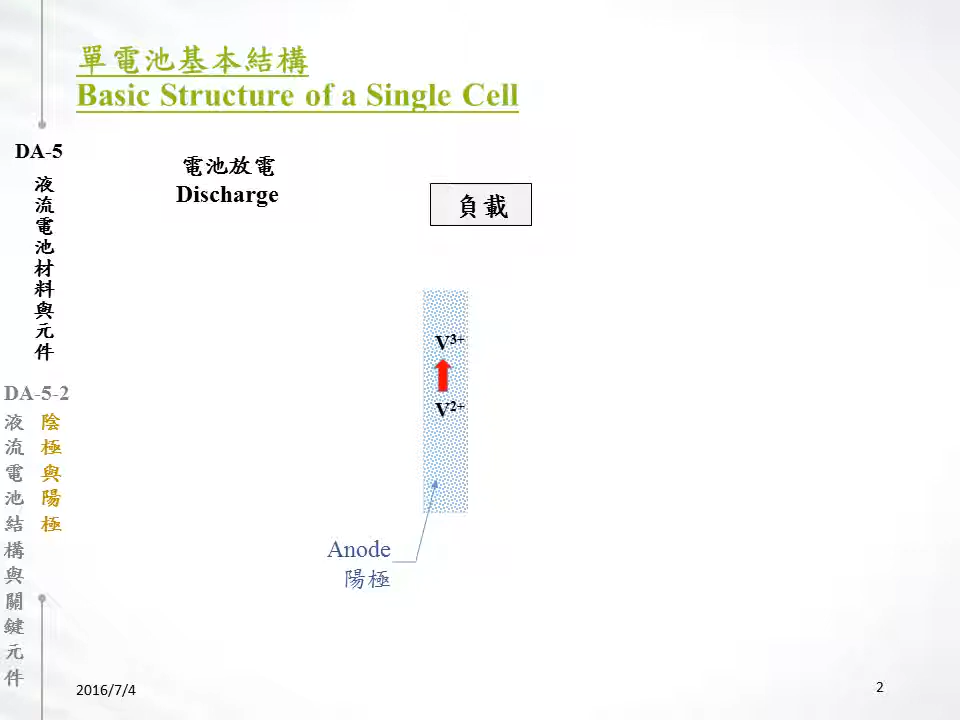 單電池基本結構
Basic Structure of a Single Cell
DA-5
液流電池材料與元件
DA-5-2
液流電池結構與關鍵元件
陰極與陽極
電池放電
Discharge
負載
V³⁺
V²⁺
Anode
陽極
2016/7/4
2